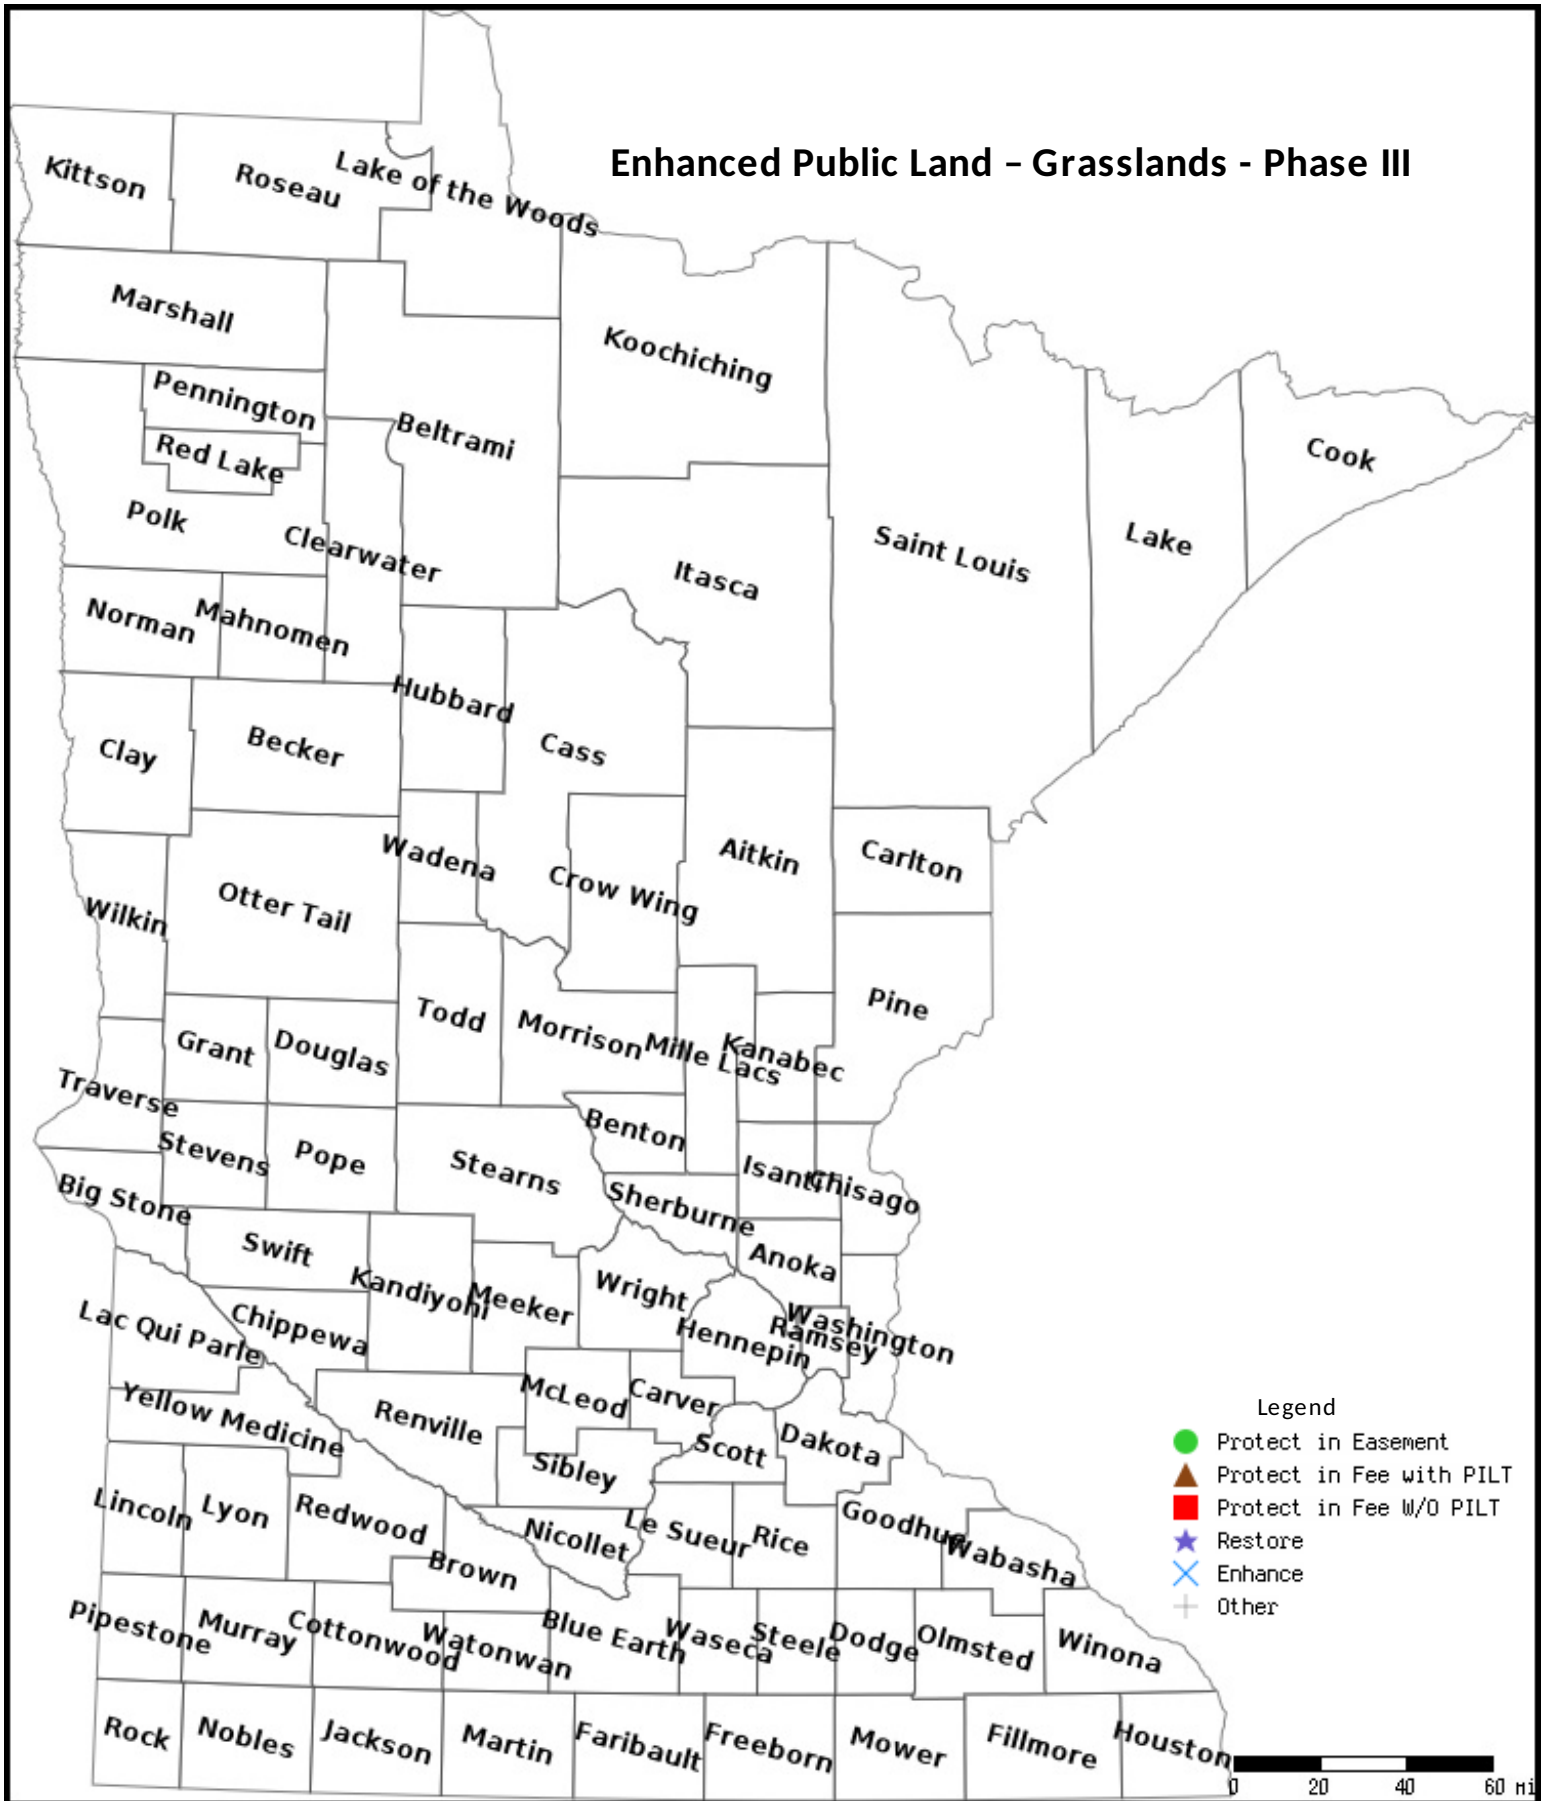 Enhanced Public Land – Grasslands - Phase III
Kittson
Roseau
Lake of the Woods
Marshall
Koochiching
Pennington
Beltrami
Red Lake
Cook
Polk
Clearwater
Saint Louis
Lake
Itasca
Norman
Mahnomen
Hubbard
Clay
Becker
Cass
Wadena
Aitkin
Carlton
Crow Wing
Wilkin
Otter Tail
Pine
Todd
Morrison
Grant
Douglas
Mille Lacs
Kanabec
Traverse
Benton
Stevens
Pope
Stearns
Isanti
Chisago
Big Stone
Sherburne
Swift
Anoka
Kandiyohi
Meeker
Wright
Lac Qui Parle
Chippewa
Hennepin
Ramsey
Washington
McLeod
Carver
Yellow Medicine
Renville
Scott
Dakota
Sibley
Lincoln
Lyon
Redwood
Nicollet
Le Sueur
Rice
Goodhue
Wabasha
Brown
Pipestone
Murray
Cottonwood
Watonwan
Blue Earth
Waseca
Steele
Dodge
Olmsted
Winona
Rock
Nobles
Jackson
Martin
Faribault
Freeborn
Mower
Fillmore
Houston
Legend
Protect in Easement
Protect in Fee with PILT
Protect in Fee W/O PILT
Restore
Enhance
Other
0 20 40 60 mi